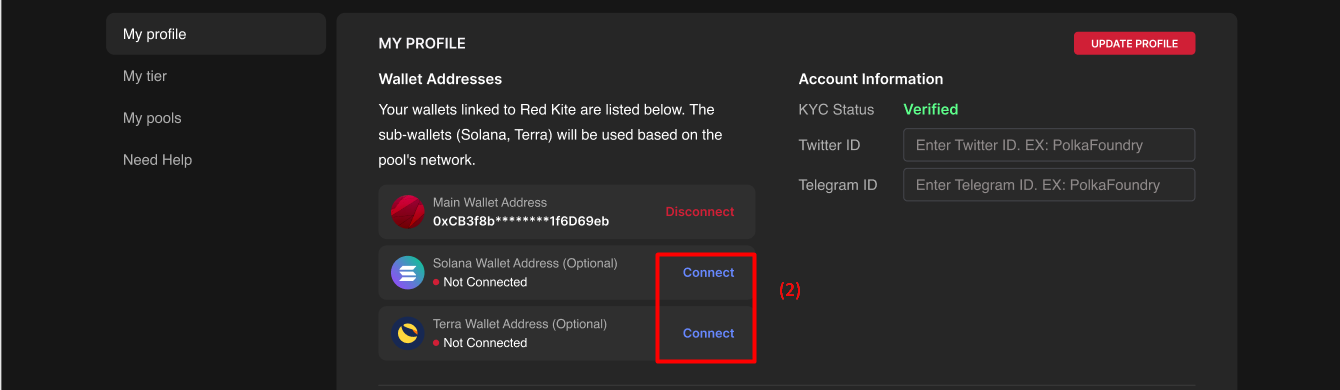 My profile
My tier
My pools
Need Help
MY PROFILE
UPDATE PROFILE
Wallet Addresses
Your wallets linked to Red Kite are listed below. The
sub-wallets (Solana, Terra) will be used based on the
pool's network.
Main Wallet Address
0xCB3f8b********1f6D69eb
Disconnect
Solana Wallet Address (Optional)
Not Connected
Connect
Terra Wallet Address (Optional)
Not Connected
Connect
(2)
Account Information
KYC Status Verified
Twitter ID Enter Twitter ID. EX: PolkaFoundry
Telegram ID Enter Telegram ID. EX: PolkaFoundry